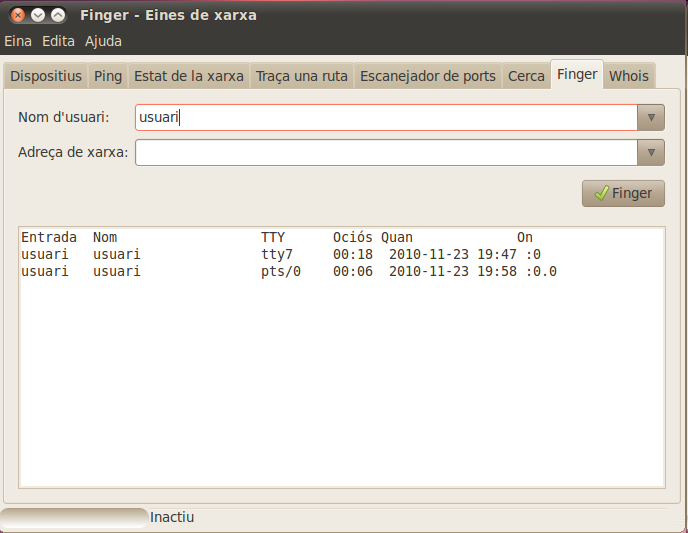 Finger - Eines de xarxa
Eina Edita Ajuda
Dispositius Ping Estat de la xarxa Traça una ruta Escanejador de ports Cerca Finger Whois
Nom d'usuari: usuari
Adreça de xarxa:
Finger
Entrada Nom TTY Ociós Quan On
usuari usuari tty7 00:18 2010-11-23 19:47 :0
usuari usuari pts/0 00:06 2010-11-23 19:58 :0.0
Inactiu